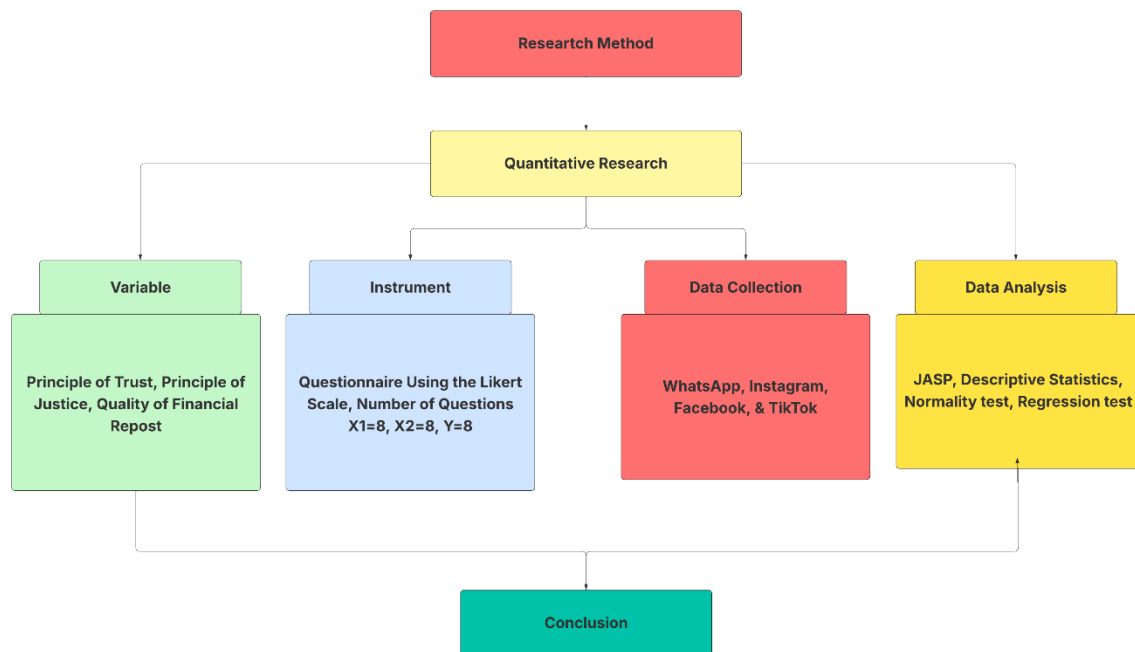 Researtch Method
Quantitative Research
Variable
Instrument
Data Collection
Data Analysis
Principle of Trust, Principle of
Justice, Quality of Financial
Repost
Questionnaire Using the Likert
Scale, Number of Questions
X1=8, X2=8, Y=8
WhatsApp, Instagram,
Facebook, & TikTok
JASP, Descriptive Statistics,
Normality test, Regression test
Conclusion